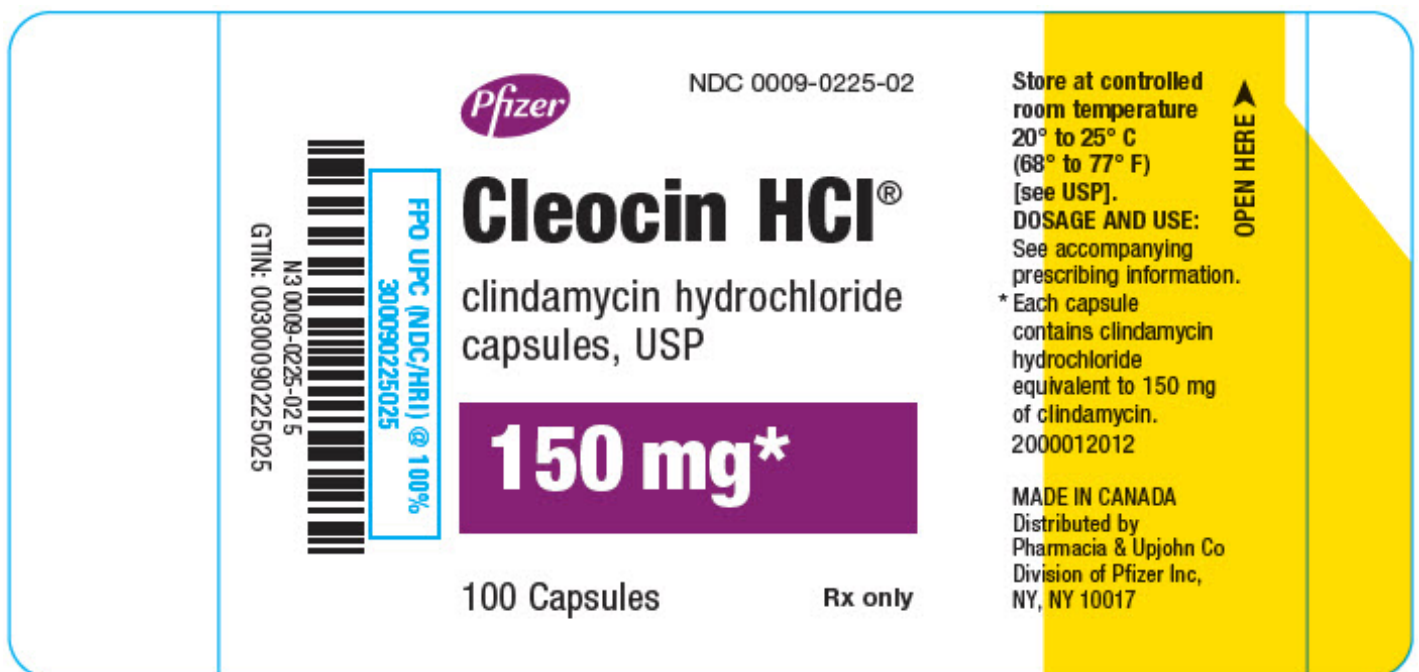 Pfizer
NDC 0009-0225-02
Cleocin HCl®
clindamycin hydrochloride
capsules, USP
150 mg*
100 Capsules
Rx only
FPO UPC (NDC/HRI) @ 100%
300090225025
N3 0009-0225-02 5
GTIN: 00300090225025
Store at controlled
room temperature
20° to 25° C
(68° to 77° F)
[see USP].
DOSAGE AND USE:
See accompanying
prescribing information.
* Each capsule
contains clindamycin
hydrochloride
equivalent to 150 mg
of clindamycin.
2000012012
MADE IN CANADA
Distributed by
Pharmacia & Upjohn Co
Division of Pfizer Inc,
NY, NY 10017
OPEN HERE